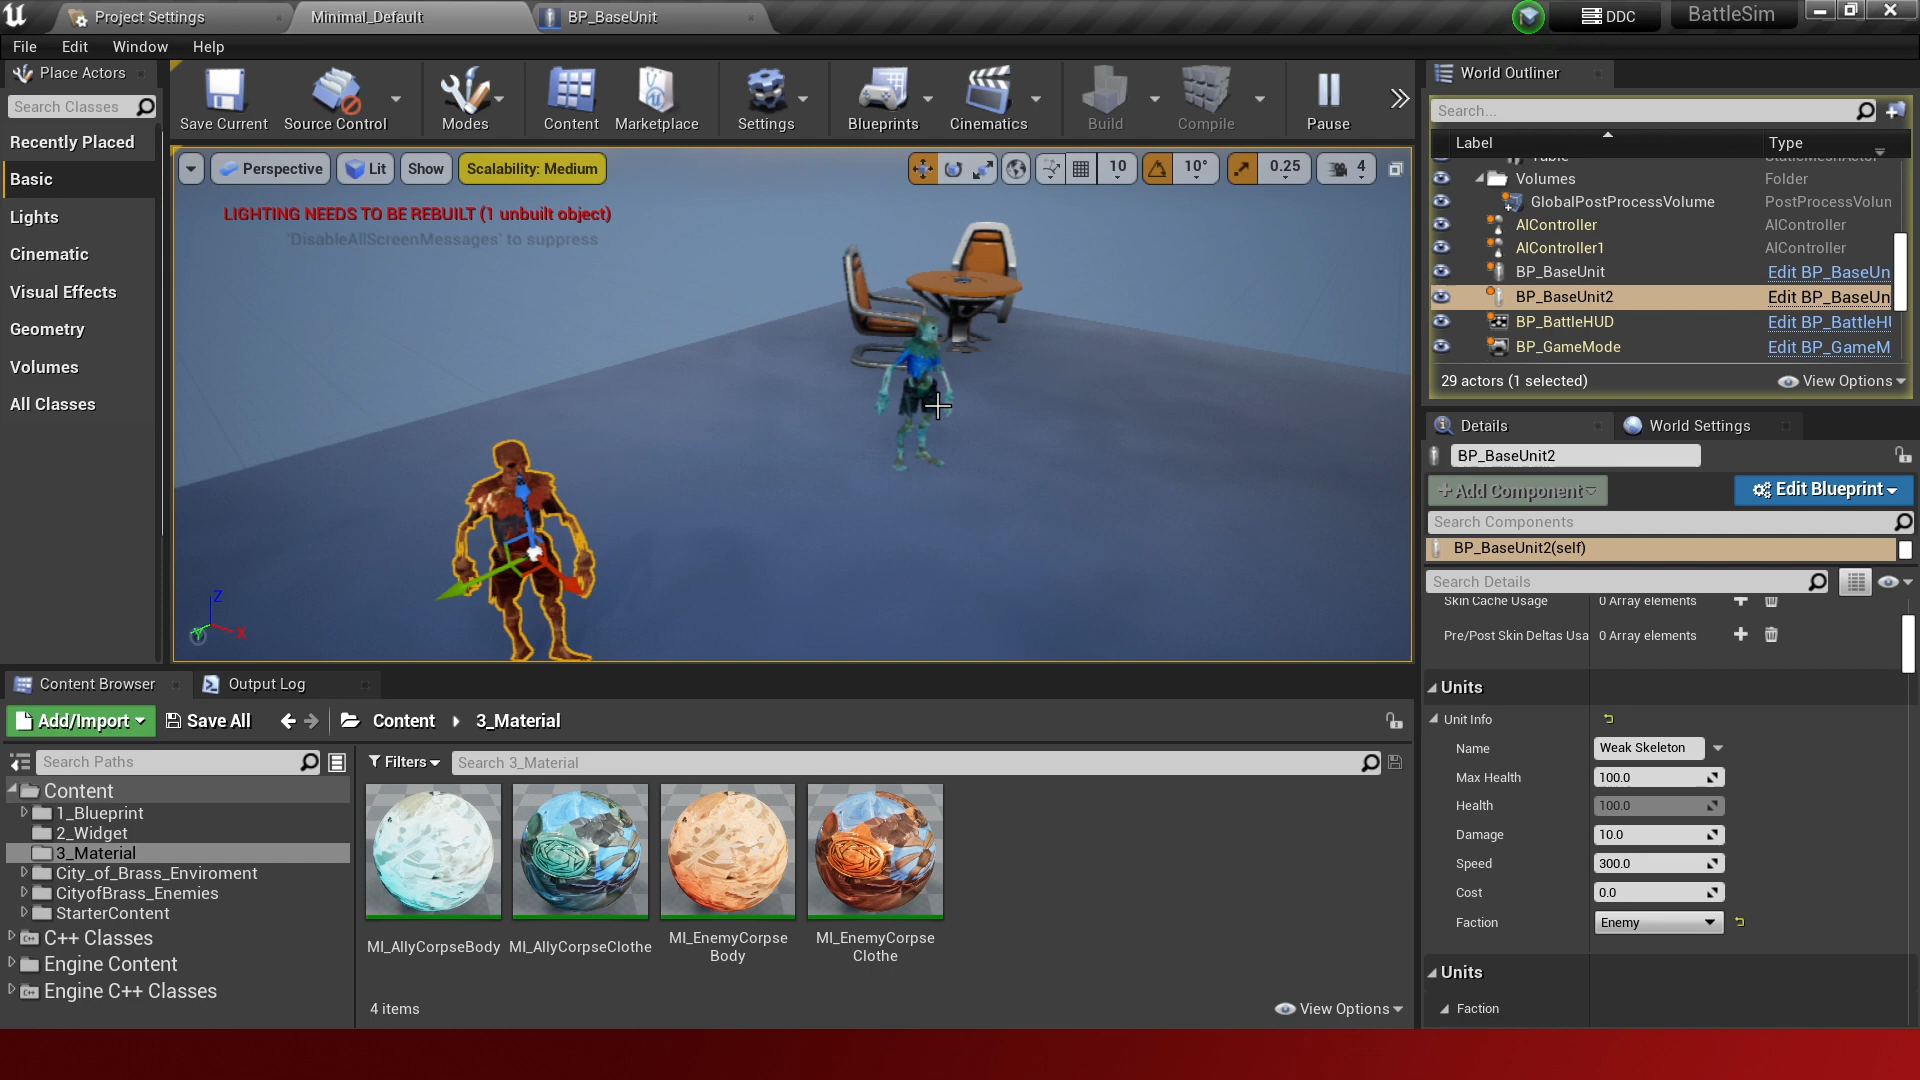 Project Settings
Minimal_Default
BP_BaseUnit
DDC
BattleSim
File
Edit
Window
Help
Place Actors
Search Classes
Recently Placed
Basic
Lights
Cinematic
Visual Effects
Geometry
Volumes
All Classes
Save Current
Source Control
Modes
Content
Marketplace
Settings
Blueprints
Cinematics
Build
Compile
Pause
Perspective
Lit
Show
Scalability: Medium
10
10°
0.25
4
LIGHTING NEEDS TO BE REBUILT (1 unbuilt object)
'DisableAllScreenMessages' to suppress
Z
X
Y
World Outliner
Search...
Label
Type
Table
StaticMeshActor
Volumes
Folder
GlobalPostProcessVolume
PostProcessVolun
AIController
AIController
AIController1
AIController
BP_BaseUnit
Edit BP_BaseUn
BP_BaseUnit2
Edit BP_BaseUn
BP_BattleHUD
Edit BP_BattleHU
BP_GameMode
Edit BP_GameM
29 actors (1 selected)
View Options
Details
World Settings
BP_BaseUnit2
+Add Component
Edit Blueprint
Search Components
BP_BaseUnit2(self)
Search Details
Skin Cache Usage
0 Array elements
Pre/Post Skin Deltas Usa
0 Array elements
Units
Unit Info
Name
Weak Skeleton
Max Health
100.0
Health
100.0
Damage
10.0
Speed
300.0
Cost
0.0
Faction
Enemy
Units
Faction
Content Browser
Output Log
Add/Import
Save All
Content
3_Material
Search Paths
Filters
Search 3_Material
Content
1_Blueprint
2_Widget
3_Material
City_of_Brass_Enviroment
CityofBrass_Enemies
StarterContent
C++ Classes
Engine Content
Engine C++ Classes
MI_AllyCorpseBody
MI_AllyCorpseClothe
MI_EnemyCorpse
Body
MI_EnemyCorpse
Clothe
4 items
View Options